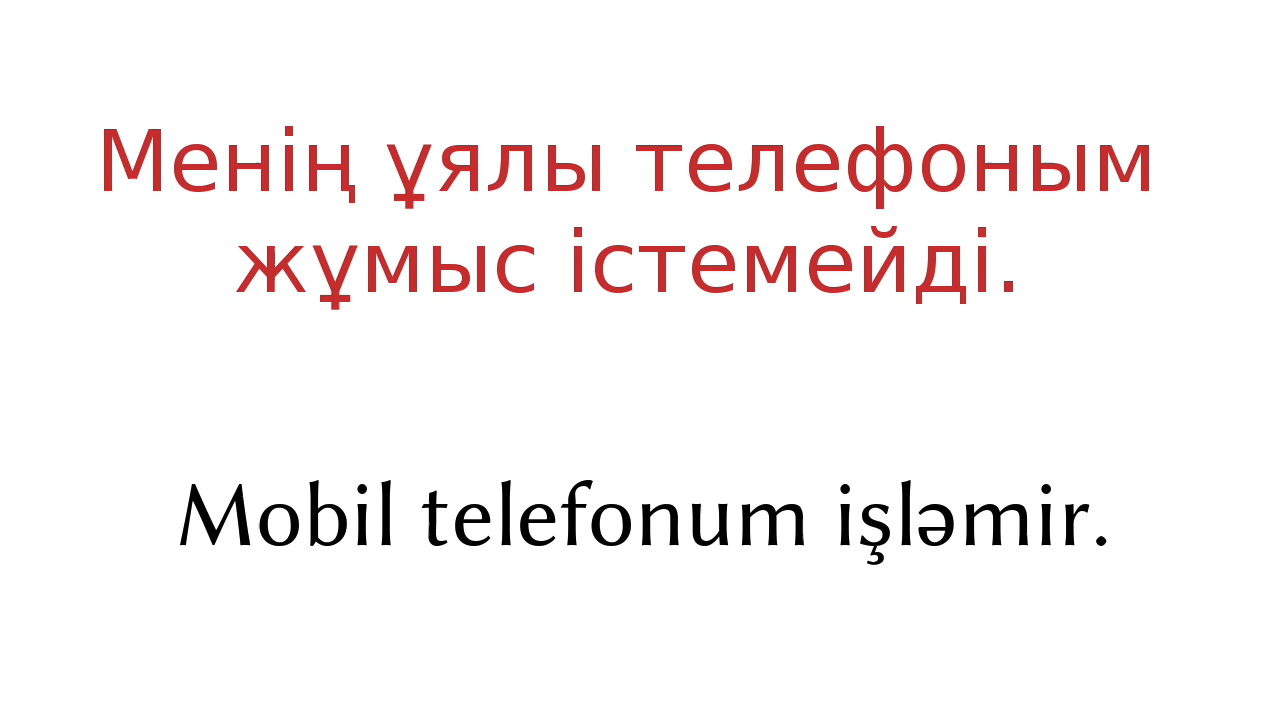 Менің ұялы телефоным
жұмыс істемейді.
Mobil telefonum işləmir.